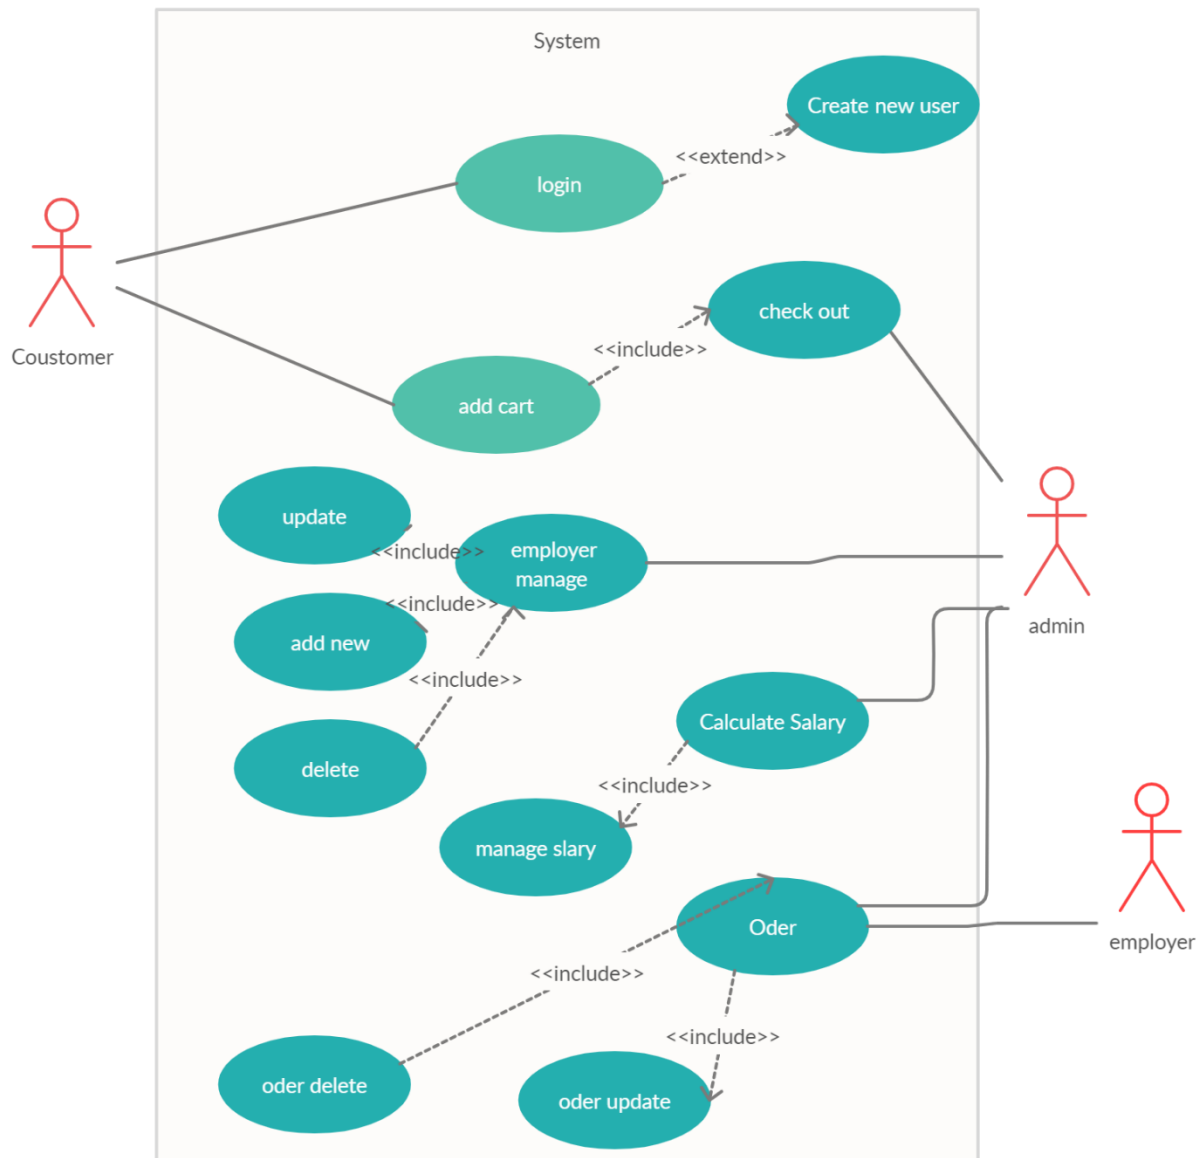 System
Create new user
<<extend>>
login
check out
<<include>>
Coustomer
add cart
update
<<include>>
employer
manage
<<include>>
add new
admin
<<include>>
Calculate Salary
delete
<<include>>
manage slary
Oder
employer
<<include>>
<<include>>
oder delete
oder update